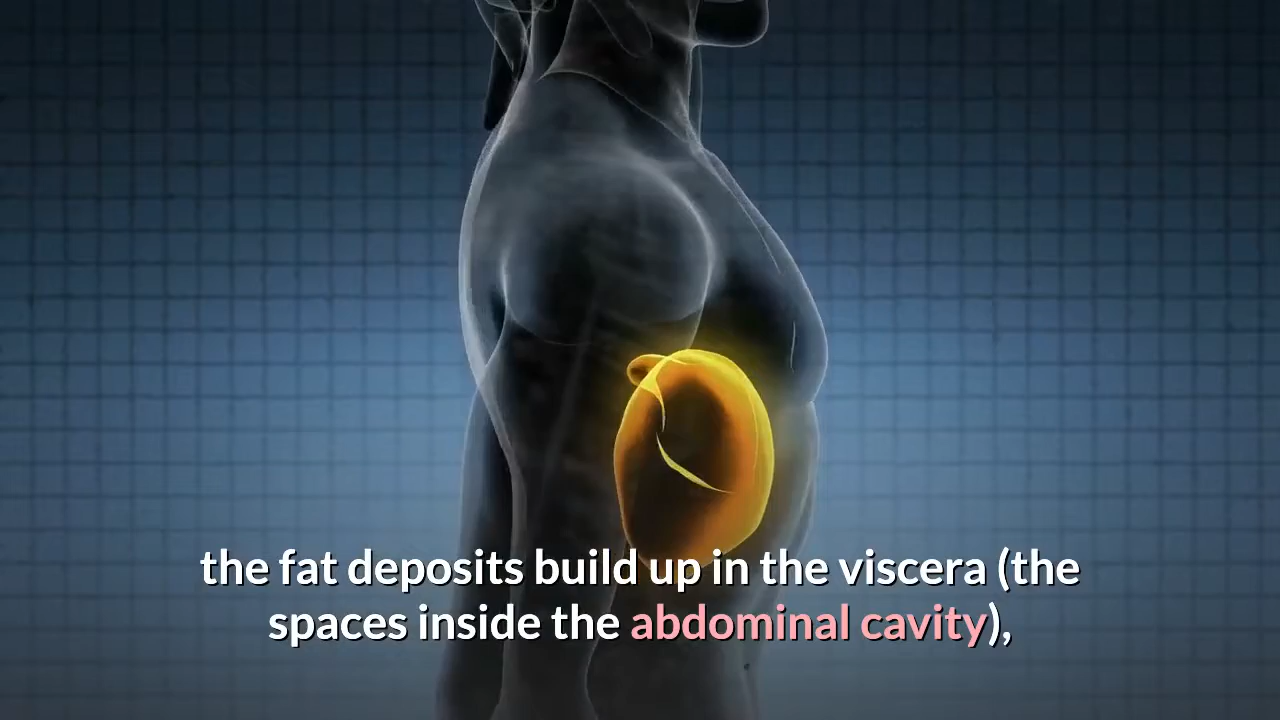 the fat deposits build up in the viscera (the
spaces inside the abdominal cavity),